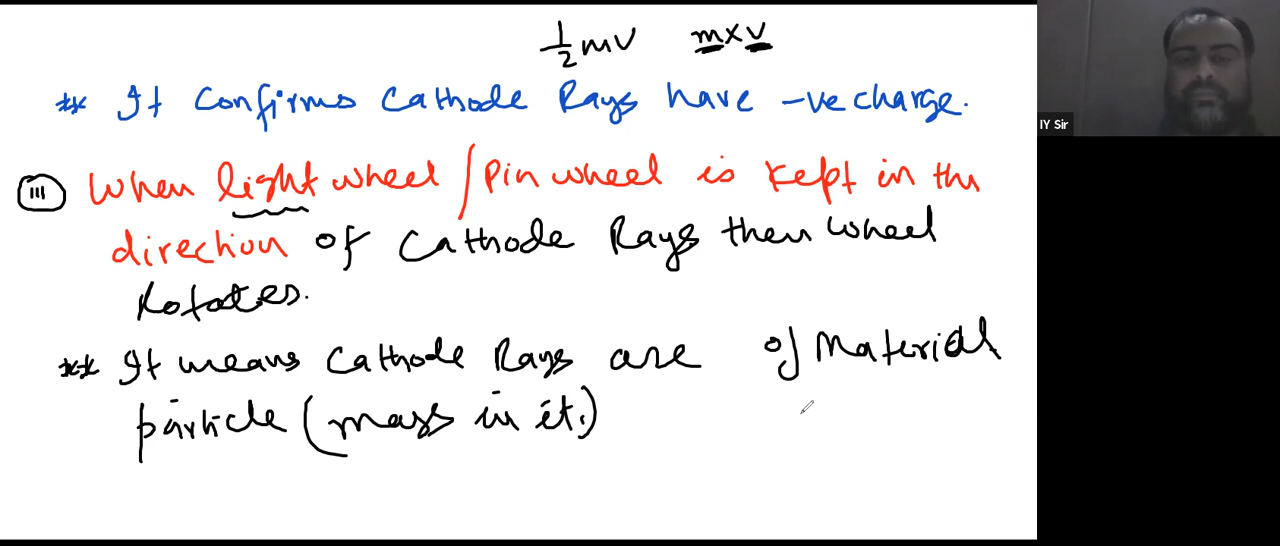 1/2 mv m x v
** It confirms Cathode Rays have -ve charge.
IY Sir
(III) When light wheel / Pin wheel is kept in the
direction of Cathode Rays then wheel
Rotates.
** It means Cathode Rays are of Material
particle (mass in it.)